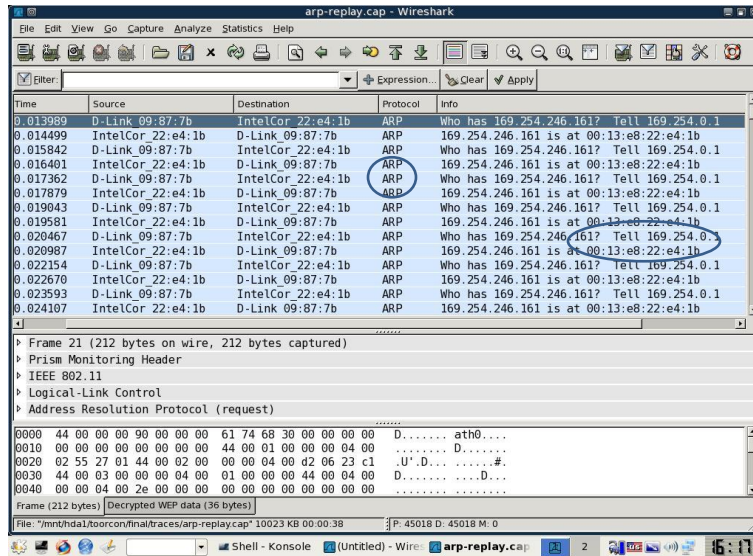 arp-replay.cap - Wireshark
File Edit View Go Capture Analyze Statistics Help
Filter: Expression... Clear Apply
Time Source Destination Protocol Info
0.013989 D-Link_09:87:7b IntelCor_22:e4:1b ARP Who has 169.254.246.161? Tell 169.254.0.1
0.014499 IntelCor_22:e4:1b D-Link_09:87:7b ARP 169.254.246.161 is at 00:13:e8:22:e4:1b
0.015842 D-Link_09:87:7b IntelCor_22:e4:1b ARP Who has 169.254.246.161? Tell 169.254.0.1
0.016401 IntelCor_22:e4:1b D-Link_09:87:7b ARP 169.254.246.161 is at 00:13:e8:22:e4:1b
0.017362 D-Link_09:87:7b IntelCor_22:e4:1b ARP Who has 169.254.246.161? Tell 169.254.0.1
0.017879 IntelCor_22:e4:1b D-Link_09:87:7b ARP 169.254.246.161 is at 00:13:e8:22:e4:1b
0.019043 D-Link_09:87:7b IntelCor_22:e4:1b ARP Who has 169.254.246.161? Tell 169.254.0.1
0.019581 IntelCor_22:e4:1b D-Link_09:87:7b ARP 169.254.246.161 is at 00:13:e8:22:e4:1b
0.020467 D-Link_09:87:7b IntelCor_22:e4:1b ARP Who has 169.254.246.161? Tell 169.254.0.1
0.020987 IntelCor_22:e4:1b D-Link_09:87:7b ARP 169.254.246.161 is at 00:13:e8:22:e4:1b
0.022154 D-Link_09:87:7b IntelCor_22:e4:1b ARP Who has 169.254.246.161? Tell 169.254.0.1
0.022670 IntelCor_22:e4:1b D-Link_09:87:7b ARP 169.254.246.161 is at 00:13:e8:22:e4:1b
0.023593 D-Link_09:87:7b IntelCor_22:e4:1b ARP Who has 169.254.246.161? Tell 169.254.0.1
0.024107 IntelCor_22:e4:1b D-Link_09:87:7b ARP 169.254.246.161 is at 00:13:e8:22:e4:1b
Frame 21 (212 bytes on wire, 212 bytes captured)
Prism Monitoring Header
IEEE 802.11
Logical-Link Control
Address Resolution Protocol (request)
0000 44 00 00 00 90 00 00 00 61 74 68 30 00 00 00 00 D....... ath0....
0010 00 00 00 00 00 00 00 00 44 00 01 00 00 00 04 00 ........ D.......
0020 02 55 27 01 44 00 02 00 00 00 04 00 d2 06 23 c1 .U'.D... ......#.
0030 44 00 03 00 00 00 04 00 01 00 00 00 44 00 04 00 D....... ....D...
0040 00 00 04 00 2e 00 00 00 00 00 00 00 00 00 00 00 ........ ........
Frame (212 bytes) Decrypted WEP data (36 bytes)
File: "/mnt/hda1/toorcon/final/traces/arp-replay.cap" 10023 KB 00:00:38 P: 45018 D: 45018 M: 0
Shell - Konsole (Untitled) - Wires arp-replay.cap 2 16:17